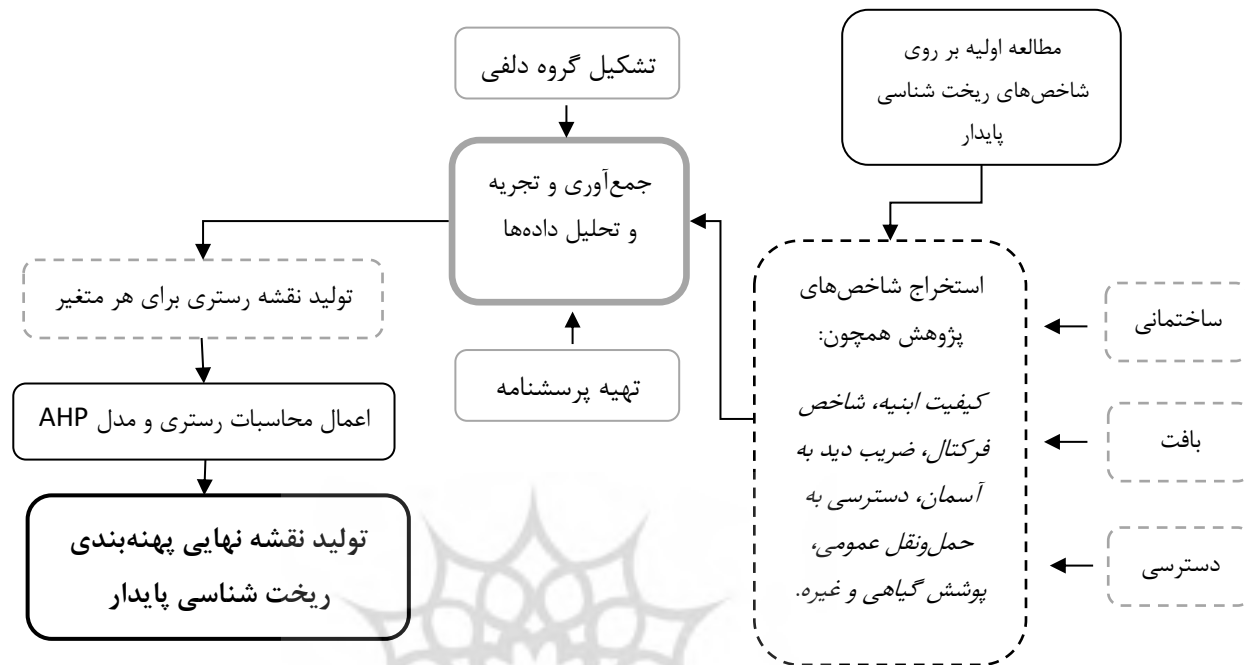 مطالعه اولیه بر روی
شاخص‌های ریخت شناسی
پایدار
ساختمانی
بافت
دسترسی
استخراج شاخص‌های
پژوهش همچون:
کیفیت ابنیه، شاخص
فرکتال، ضریب دید به
آسمان، دسترسی به
حمل‌ونقل عمومی،
پوشش گیاهی و غیره.
تشکیل گروه دلفی
جمع‌آوری و تجریه
و تحلیل داده‌ها
تهیه پرسشنامه
تولید نقشه رستری برای هر متغیر
اعمال محاسبات رستری و مدل AHP
تولید نقشه نهایی پهنه‌بندی
ریخت شناسی پایدار